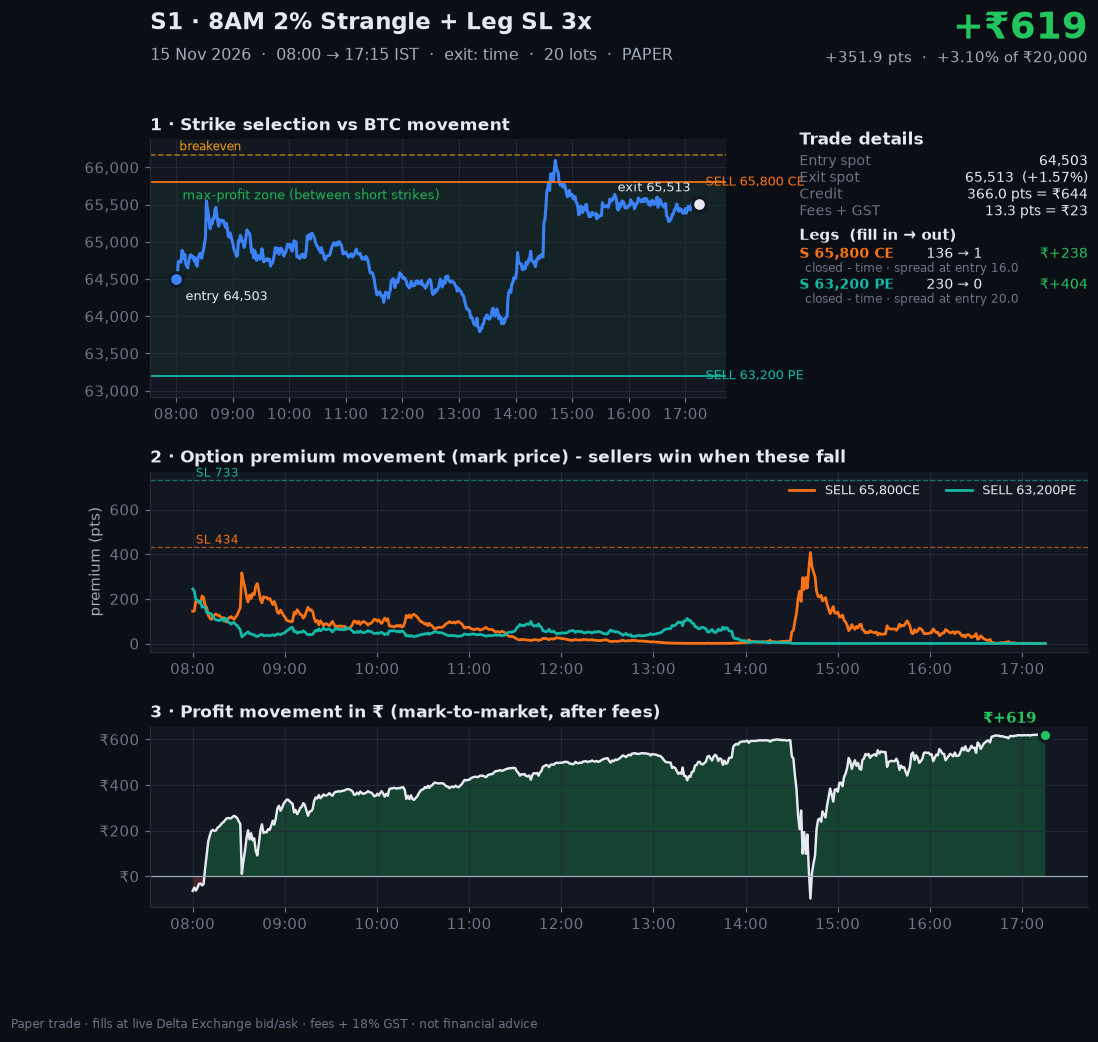 S1 · 8AM 2% Strangle + Leg SL 3x
+₹619
15 Nov 2026 · 08:00 → 17:15 IST · exit: time · 20 lots · PAPER
+351.9 pts · +3.10% of ₹20,000
1 · Strike selection vs BTC movement
breakeven
max-profit zone (between short strikes)
SELL 65,800 CE
exit 65,513
entry 64,503
SELL 63,200 PE
66,000
65,500
65,000
64,500
64,000
63,500
63,000
08:00 09:00 10:00 11:00 12:00 13:00 14:00 15:00 16:00 17:00
Trade details
Entry spot 64,503
Exit spot 65,513 (+1.57%)
Credit 366.0 pts = ₹644
Fees + GST 13.3 pts = ₹23
Legs (fill in → out)
S 65,800 CE 136 → 1 ₹+238
closed - time · spread at entry 16.0
S 63,200 PE 230 → 0 ₹+404
closed - time · spread at entry 20.0
2 · Option premium movement (mark price) - sellers win when these fall
SL 733
SELL 65,800CE SELL 63,200PE
SL 434
premium (pts)
600
400
200
0
08:00 09:00 10:00 11:00 12:00 13:00 14:00 15:00 16:00 17:00
3 · Profit movement in ₹ (mark-to-market, after fees)
₹+619
₹600
₹400
₹200
₹0
08:00 09:00 10:00 11:00 12:00 13:00 14:00 15:00 16:00 17:00
Paper trade · fills at live Delta Exchange bid/ask · fees + 18% GST · not financial advice